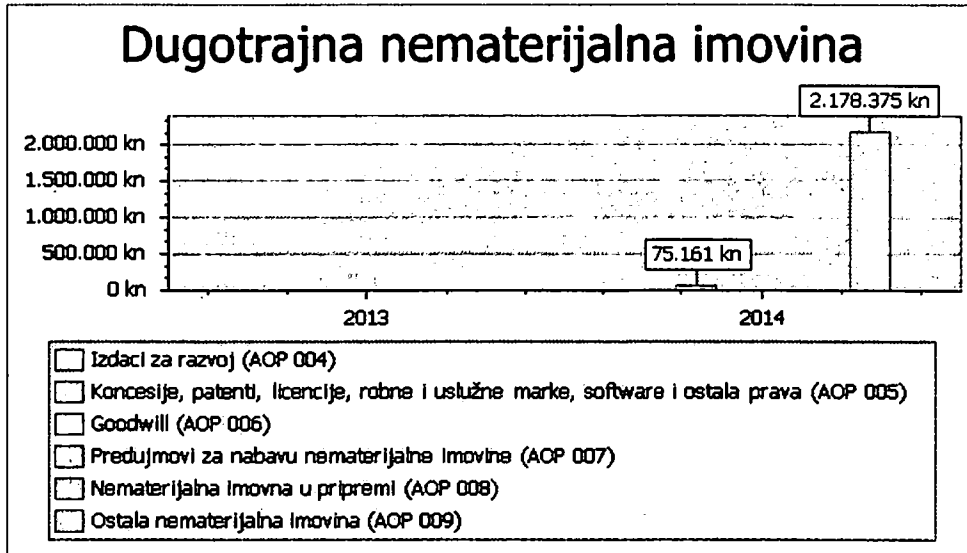 Dugotrajna nematerijalna imovina
2.178.375 kn
2.000.000 kn
1.500.000 kn
1.000.000 kn
500.000 kn
75.161 kn
0 kn
2013 2014
Izdaci za razvoj (AOP 004)
Koncesije, patenti, licencije, robne i uslužne marke, software i ostala prava (AOP 005)
Goodwill (AOP 006)
Predujmovi za nabavu nematerijalne imovine (AOP 007)
Nematerijalna imovna u pripremi (AOP 008)
Ostala nematerijalna imovina (AOP 009)